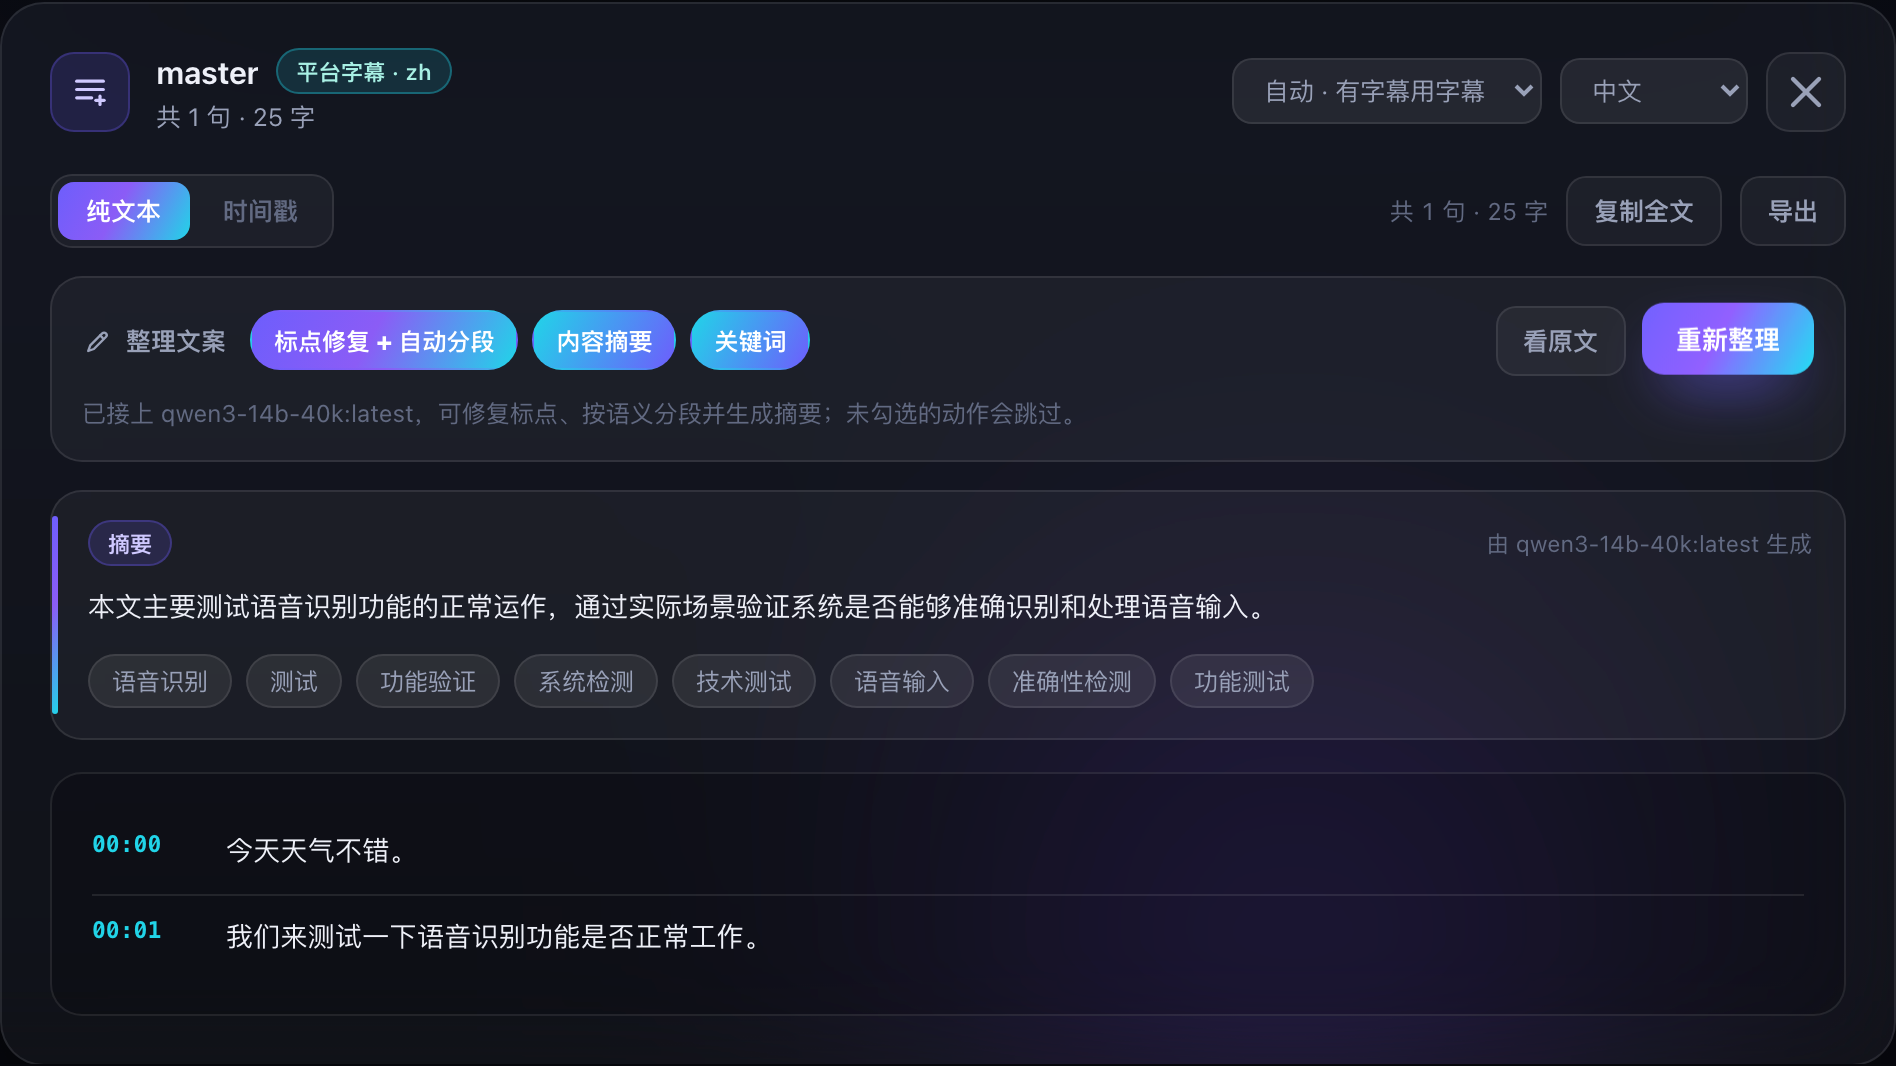 master 平台字幕 · zh
共 1 句 · 25 字
自动 · 有字幕用字幕 中文
纯文本 时间戳
共 1 句 · 25 字 复制全文 导出
整理文案 标点修复 + 自动分段 内容摘要 关键词 看原文 重新整理
已接上 qwen3-14b-40k:latest，可修复标点、按语义分段并生成摘要；未勾选的动作会跳过。
摘要 由 qwen3-14b-40k:latest 生成
本文主要测试语音识别功能的正常运作，通过实际场景验证系统是否能够准确识别和处理语音输入。
语音识别 测试 功能验证 系统检测 技术测试 语音输入 准确性检测 功能测试
00:00 今天天气不错。
00:01 我们来测试一下语音识别功能是否正常工作。